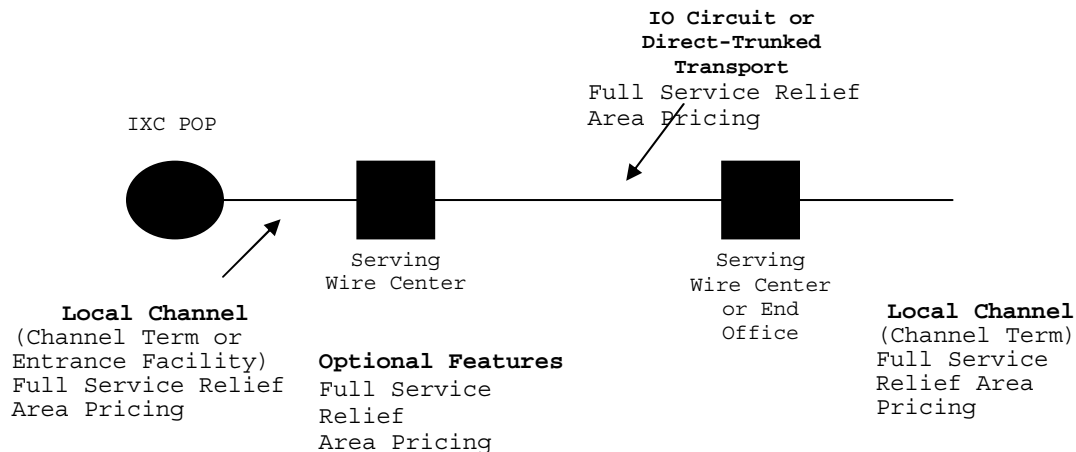 IO Circuit or
Direct-Trunked
Transport
Full Service Relief
Area Pricing
IXC POP
Serving
Wire Center
Serving
Wire Center
or End
Office
Local Channel
(Channel Term or
Entrance Facility)
Full Service Relief
Area Pricing
Optional Features
Full Service
Relief
Area Pricing
Local Channel
(Channel Term)
Full Service
Relief Area
Pricing